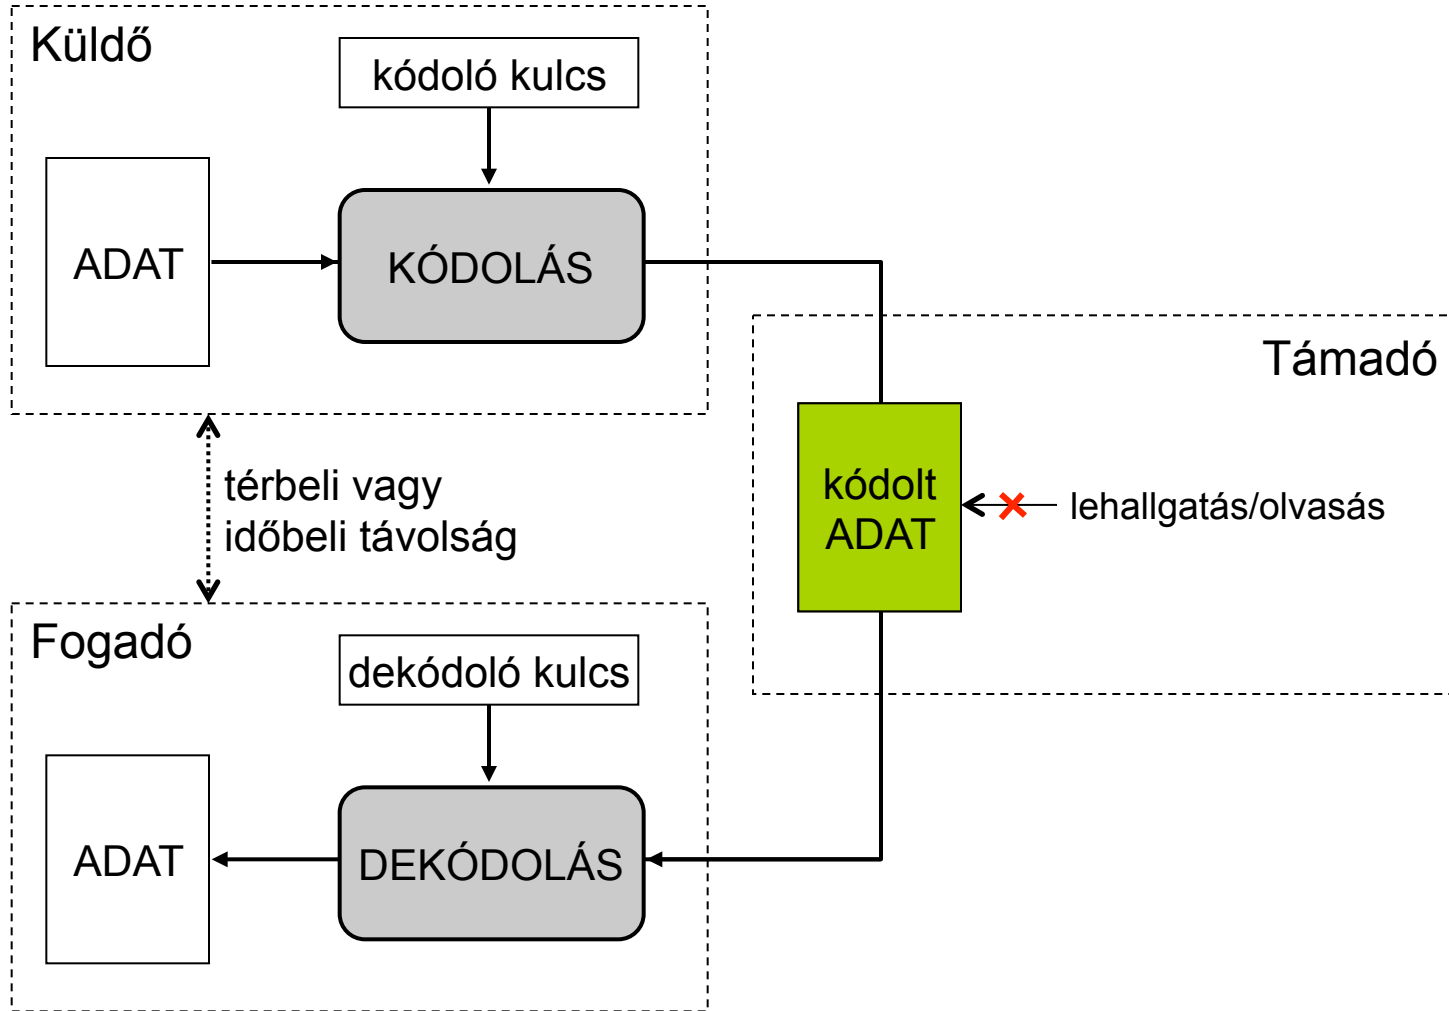 Küldő
kódoló kulcs
ADAT
KÓDOLÁS
Támadó
kódolt
ADAT
lehallgatás/olvasás
térbeli vagy
időbeli távolság
Fogadó
dekódoló kulcs
ADAT
DEKÓDOLÁS